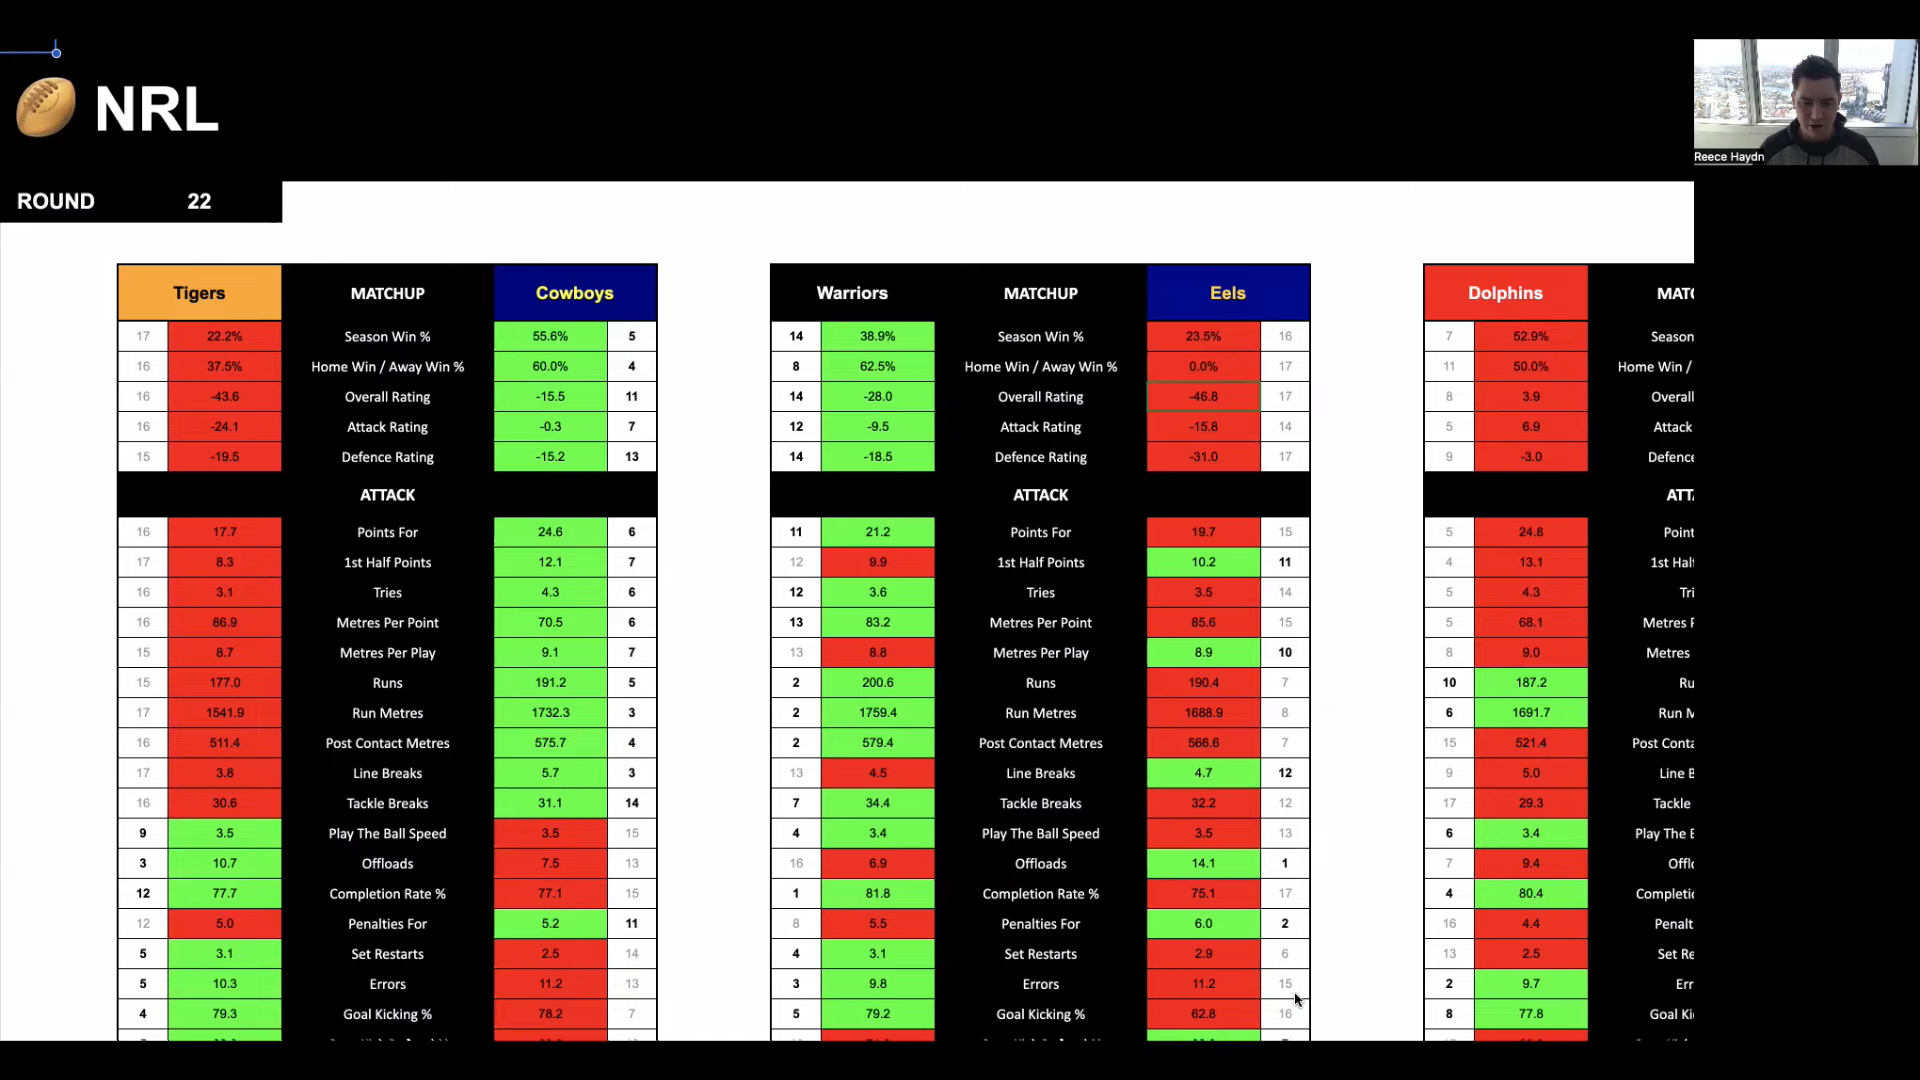 NRL
Reece Haydn
ROUND 22
Tigers MATCHUP Cowboys Warriors MATCHUP Eels Dolphins MATC
17 22.2% Season Win % 55.6% 5 14 38.9% Season Win % 23.5% 16 7 52.9% Season
16 37.5% Home Win / Away Win % 60.0% 4 8 62.5% Home Win / Away Win % 0.0% 17 11 50.0% Home Win /
16 -43.6 Overall Rating -15.5 11 14 -28.0 Overall Rating -46.8 17 8 3.9 Overall
16 -24.1 Attack Rating -0.3 7 12 -9.5 Attack Rating -15.8 14 5 6.9 Attack
15 -19.5 Defence Rating -15.2 13 14 -18.5 Defence Rating -31.0 17 9 -3.0 Defence
ATTACK ATTACK ATTA
16 17.7 Points For 24.6 6 11 21.2 Points For 19.7 15 5 24.8 Point
17 8.3 1st Half Points 12.1 7 12 9.9 1st Half Points 10.2 11 4 13.1 1st Half
16 3.1 Tries 4.3 6 12 3.6 Tries 3.5 14 5 4.3 Tri
16 86.9 Metres Per Point 70.5 6 13 83.2 Metres Per Point 85.6 15 5 68.1 Metres P
15 8.7 Metres Per Play 9.1 7 13 8.8 Metres Per Play 8.9 10 8 9.0 Metres
15 177.0 Runs 191.2 5 2 200.6 Runs 190.4 7 10 187.2 Ru
17 1541.9 Run Metres 1732.3 3 2 1759.4 Run Metres 1688.9 8 6 1691.7 Run M
16 511.4 Post Contact Metres 575.7 4 2 579.4 Post Contact Metres 566.6 7 15 521.4 Post Conta
17 3.8 Line Breaks 5.7 3 13 4.5 Line Breaks 4.7 12 9 5.0 Line B
16 30.6 Tackle Breaks 31.1 14 7 34.4 Tackle Breaks 32.2 12 17 29.3 Tackle
9 3.5 Play The Ball Speed 3.5 15 4 3.4 Play The Ball Speed 3.5 13 6 3.4 Play The B
3 10.7 Offloads 7.5 13 16 6.9 Offloads 14.1 1 7 9.4 Offlo
12 77.7 Completion Rate % 77.1 15 1 81.8 Completion Rate % 75.1 17 4 80.4 Completio
12 5.0 Penalties For 5.2 11 8 5.5 Penalties For 6.0 2 16 4.4 Penalt
5 3.1 Set Restarts 2.5 14 4 3.1 Set Restarts 2.9 6 13 2.5 Set Re
5 10.3 Errors 11.2 13 3 9.8 Errors 11.2 15 2 9.7 Err
4 79.3 Goal Kicking % 78.2 7 5 79.2 Goal Kicking % 62.8 16 8 77.8 Goal Ki